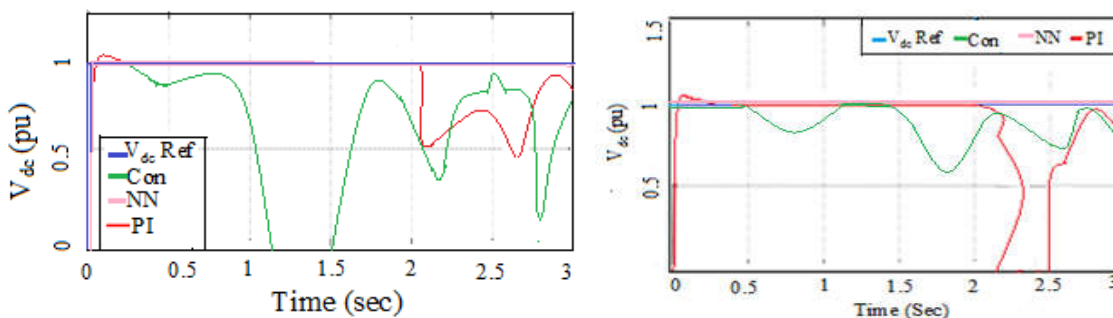 1
0.5
0
V_dc (pu)
V_dc Ref
Con
NN
PI
0 0.5 1 1.5 2 2.5 3
Time (sec)
1.5
1
0.5
V_dc (pu)
V_dc Ref Con NN PI
0 0.5 1 1.5 2 2.5 3
Time (Sec)